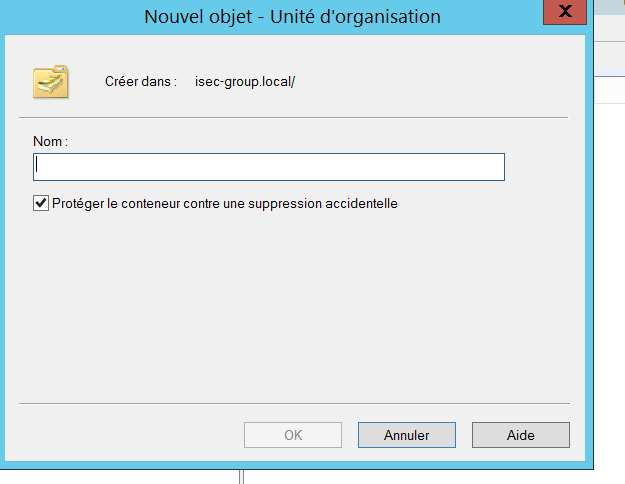 Nouvel objet - Unité d'organisation
X
Créer dans : isec-group.local/
Nom :
Protéger le conteneur contre une suppression accidentelle
OK Annuler Aide